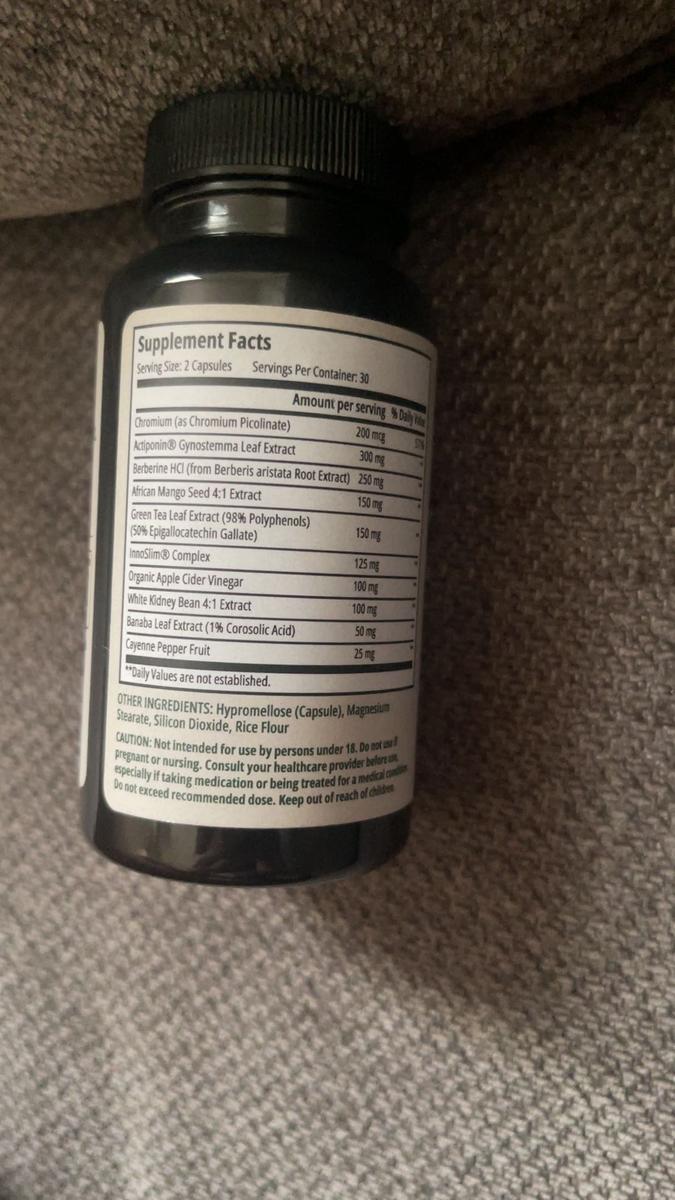 Supplement Facts
Serving Size: 2 Capsules Servings Per Container: 30
Amount per serving % Daily Value
Chromium (as Chromium Picolinate) 200 mcg
Actiponin® Gynostemma Leaf Extract 300 mg *
Berberine HCl (from Berberis aristata Root Extract) 250 mg *
African Mango Seed 4:1 Extract 150 mg *
Green Tea Leaf Extract (98% Polyphenols)
(50% Epigallocatechin Gallate) 150 mg *
InnoSlim® Complex 125 mg *
Organic Apple Cider Vinegar 100 mg *
White Kidney Bean 4:1 Extract 100 mg *
Banaba Leaf Extract (1% Corosolic Acid) 50 mg *
Cayenne Pepper Fruit 25 mg *
**Daily Values are not established.
OTHER INGREDIENTS: Hypromellose (Capsule), Magnesium
Stearate, Silicon Dioxide, Rice Flour
CAUTION: Not intended for use by persons under 18. Do not use if
pregnant or nursing. Consult your healthcare provider before use,
especially if taking medication or being treated for a medical condition.
Do not exceed recommended dose. Keep out of reach of children.